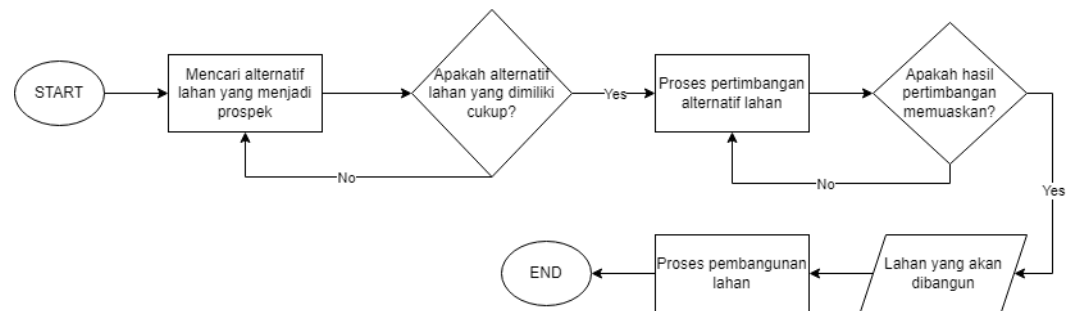 START
Mencari alternatif
lahan yang menjadi
prospek
Apakah alternatif
lahan yang dimiliki
cukup?
Yes
No
Proses pertimbangan
alternatif lahan
Apakah hasil
pertimbangan
memuaskan?
No
Yes
Lahan yang akan
dibangun
Proses pembangunan
lahan
END